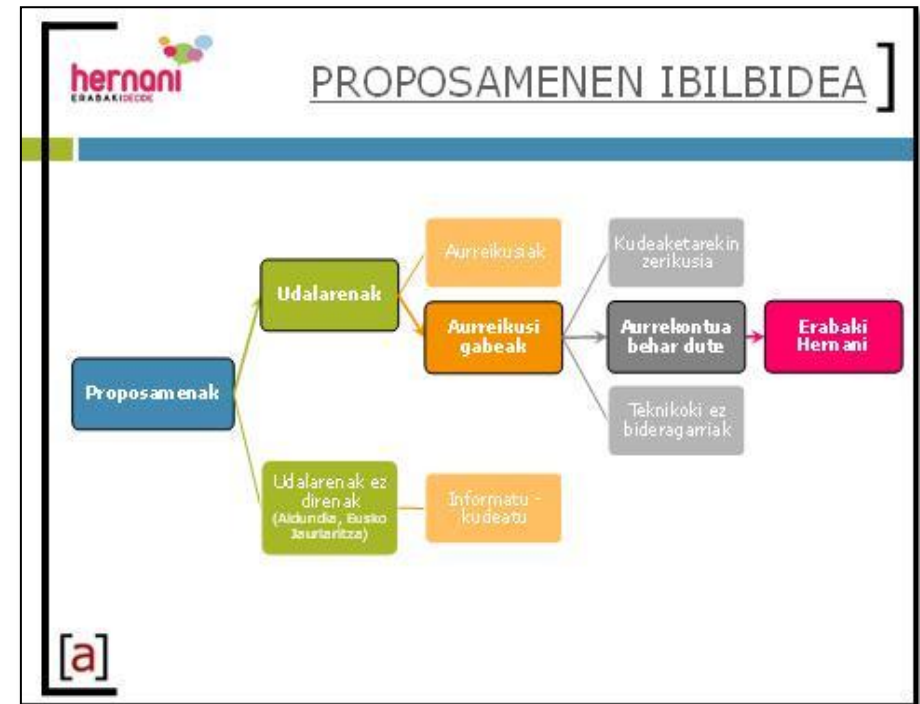 hernani
ERABAKIDECIDE
PROPOSAMENEN IBILBIDEA
Proposamenak
Udalarenak
Aurreikusiak
Aurreikusi
gabeak
Kudeaketarekin
zerikusia
Aurrekontua
behar dute
Erabaki
Hernani
Teknikoki ez
bideragarriak
Udalarenak ez
direnak
(Aldundia, Eusko
Jaurlaritza)
Informatu -
kudeatu
[a]